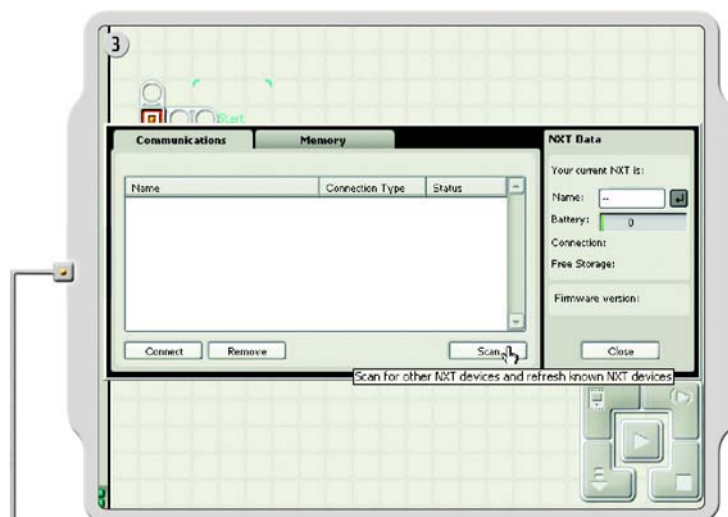 3
Start
Communications
Memory
Name
Connection Type
Status
Connect
Remove
Scan
NXT Data
Your current NXT is:
Name: --
Battery: 0
Connection:
Free Storage:
Firmware version:
Close
Scan for other NXT devices and refresh known NXT devices